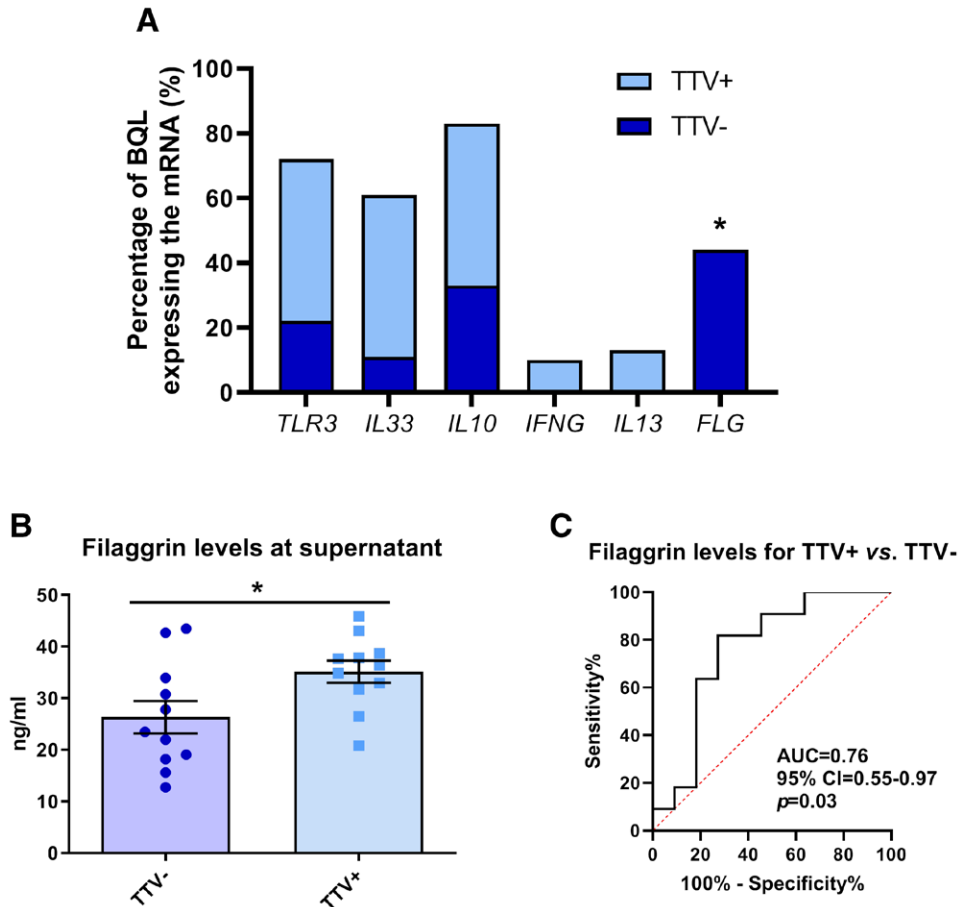 A
Percentage of BQL
expressing the mRNA (%)
100
80
60
40
20
0
TTV+
TTV-
*
TLR3 IL33 IL10 IFNG IL13 FLG
B
Filaggrin levels at supernatant
*
ng/ml
50
40
30
20
10
0
TTV- TTV+
C
Filaggrin levels for TTV+ vs. TTV-
Sensitivity%
100
80
60
40
20
0
AUC=0.76
95% CI=0.55-0.97
p=0.03
0 20 40 60 80 100
100% - Specificity%